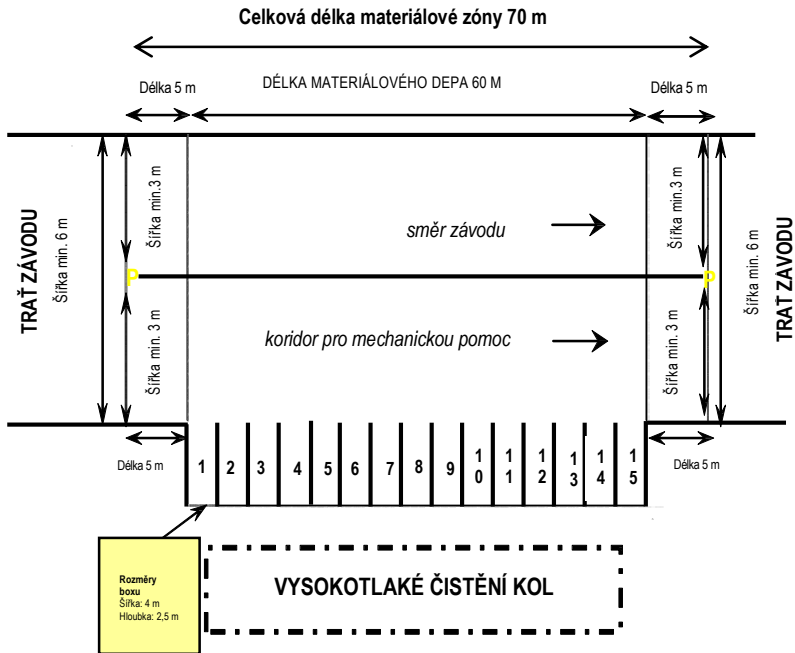 Celková délka materiálové zóny 70 m
Délka 5 m
DÉLKA MATERIÁLOVÉHO DEPA 60 M
Délka 5 m
TRAŤ ZÁVODU
Šířka min. 6 m
Šířka min.3 m
směr závodu
Šířka min.3 m
Šířka min. 6 m
TRAŤ ZÁVODU
P
P
Šířka min. 3 m
koridor pro mechanickou pomoc
Šířka min. 3 m
Délka 5 m
1
2
3
4
5
6
7
8
9
10
11
12
13
14
15
Délka 5 m
Rozměry
boxu
Šířka: 4 m
Hloubka: 2,5 m
VYSOKOTLAKÉ ČISTĚNÍ KOL